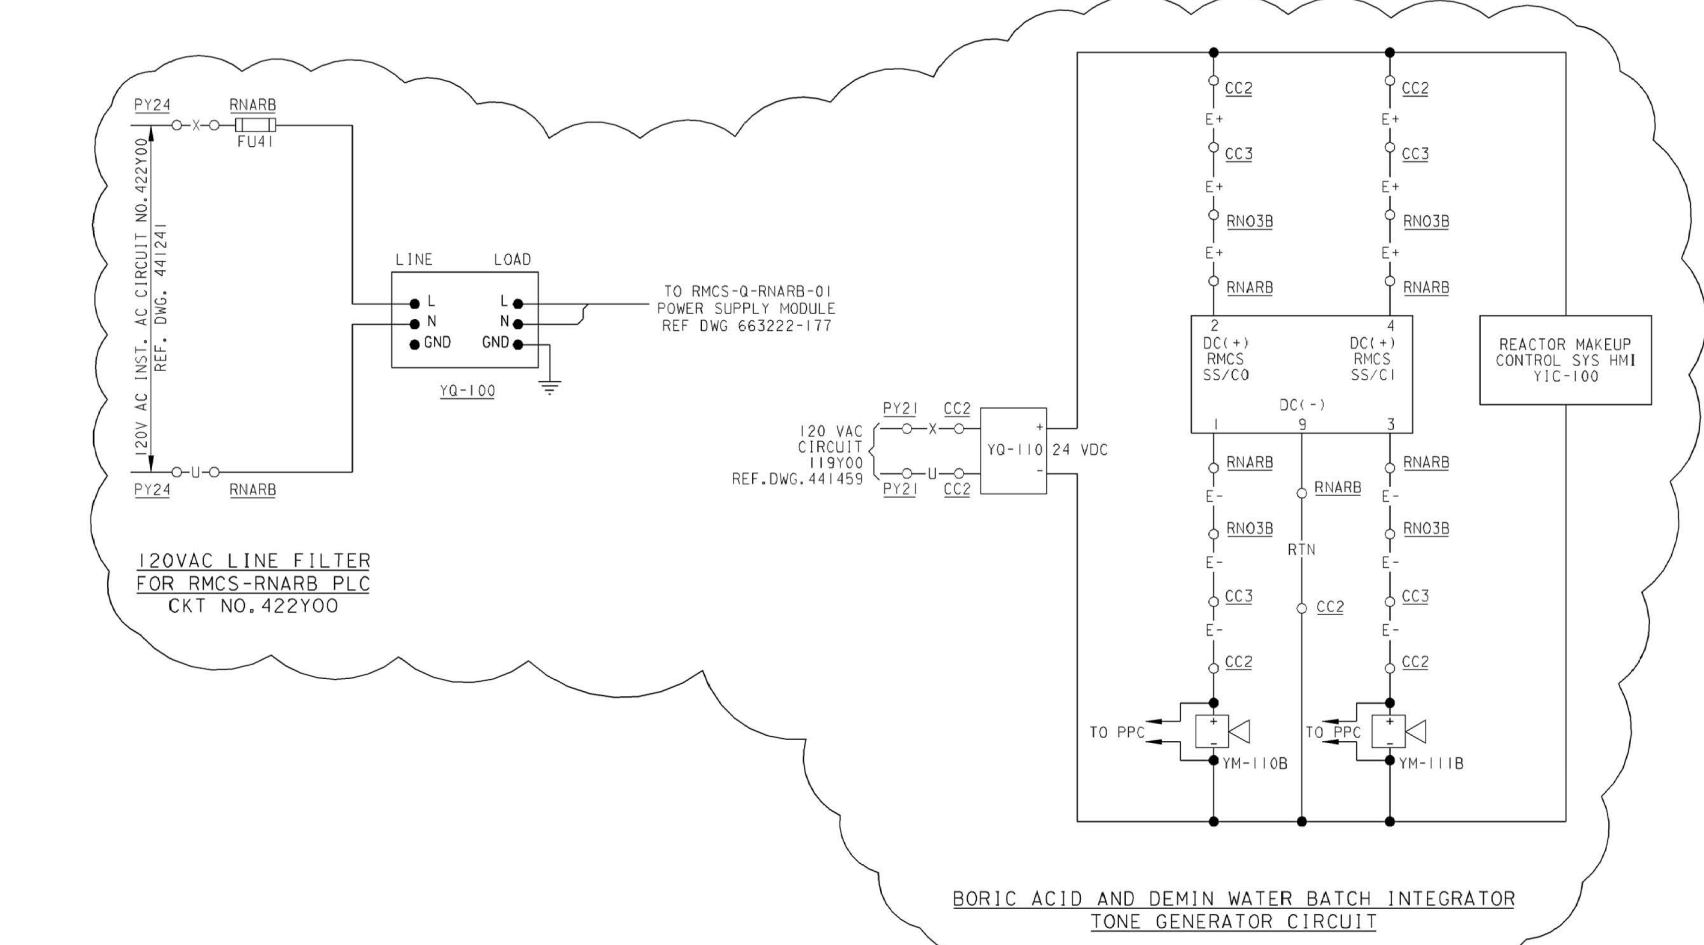 PY24
RNARB
FU41
120V AC INST. AC CIRCUIT NO.422Y00
REF. DWG. 441241
LINE
LOAD
L
L
N
N
GND
GND
YQ-100
TO RMCS-Q-RNARB-01
POWER SUPPLY MODULE
REF DWG 663222-177
X
U
PY24
RNARB
120VAC LINE FILTER
FOR RMCS-RNARB PLC
CKT NO.422Y00
120 VAC
CIRCUIT
119Y00
REF.DWG.441459
PY21
CC2
X
U
PY21
CC2
+
YQ-110
24 VDC
-
CC2
E+
CC3
E+
RNO3B
E+
RNARB
CC2
E+
CC3
E+
RNO3B
E+
RNARB
2
DC(+)
RMCS
SS/CO
4
DC(+)
RMCS
SS/C1
DC(-)
1
9
3
REACTOR MAKEUP
CONTROL SYS HMI
YIC-100
RNARB
E-
RNO3B
E-
CC3
E-
CC2
RNARB
RTN
CC2
RNARB
E-
RNO3B
E-
CC3
E-
CC2
TO PPC
+
-
YM-110B
TO PPC
+
-
YM-111B
BORIC ACID AND DEMIN WATER BATCH INTEGRATOR
TONE GENERATOR CIRCUIT